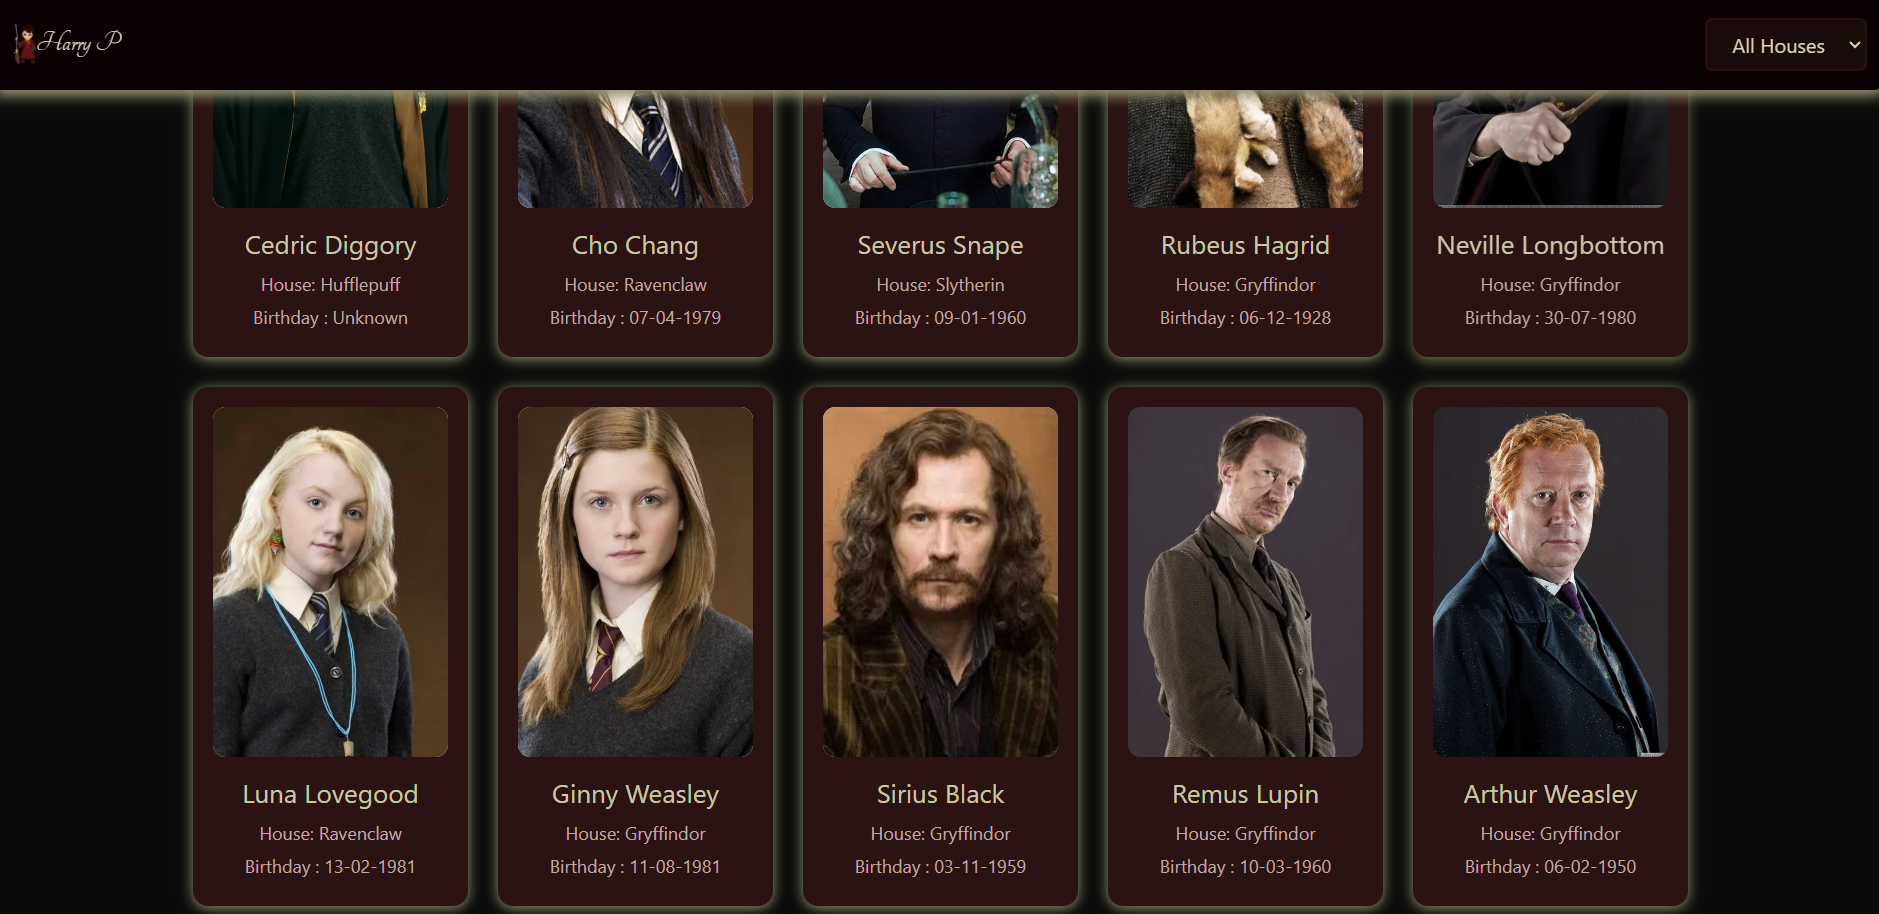 Harry P
All Houses
Cedric Diggory
House: Hufflepuff
Birthday : Unknown
Cho Chang
House: Ravenclaw
Birthday : 07-04-1979
Severus Snape
House: Slytherin
Birthday : 09-01-1960
Rubeus Hagrid
House: Gryffindor
Birthday : 06-12-1928
Neville Longbottom
House: Gryffindor
Birthday : 30-07-1980
Luna Lovegood
House: Ravenclaw
Birthday : 13-02-1981
Ginny Weasley
House: Gryffindor
Birthday : 11-08-1981
Sirius Black
House: Gryffindor
Birthday : 03-11-1959
Remus Lupin
House: Gryffindor
Birthday : 10-03-1960
Arthur Weasley
House: Gryffindor
Birthday : 06-02-1950